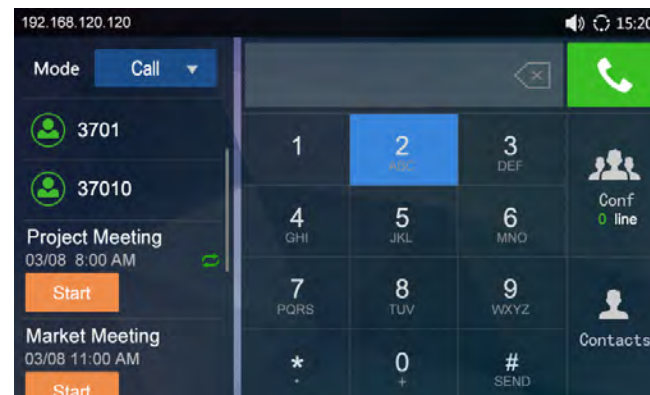 192.168.120.120
15:20
Mode
Call
3701
37010
Project Meeting
03/08 8:00 AM
Start
Market Meeting
03/08 11:00 AM
Start
1
2
ABC
3
DEF
4
GHI
5
JKL
6
MNO
7
PQRS
8
TUV
9
WXYZ
*
.
0
+
#
SEND
Conf
0 line
Contacts